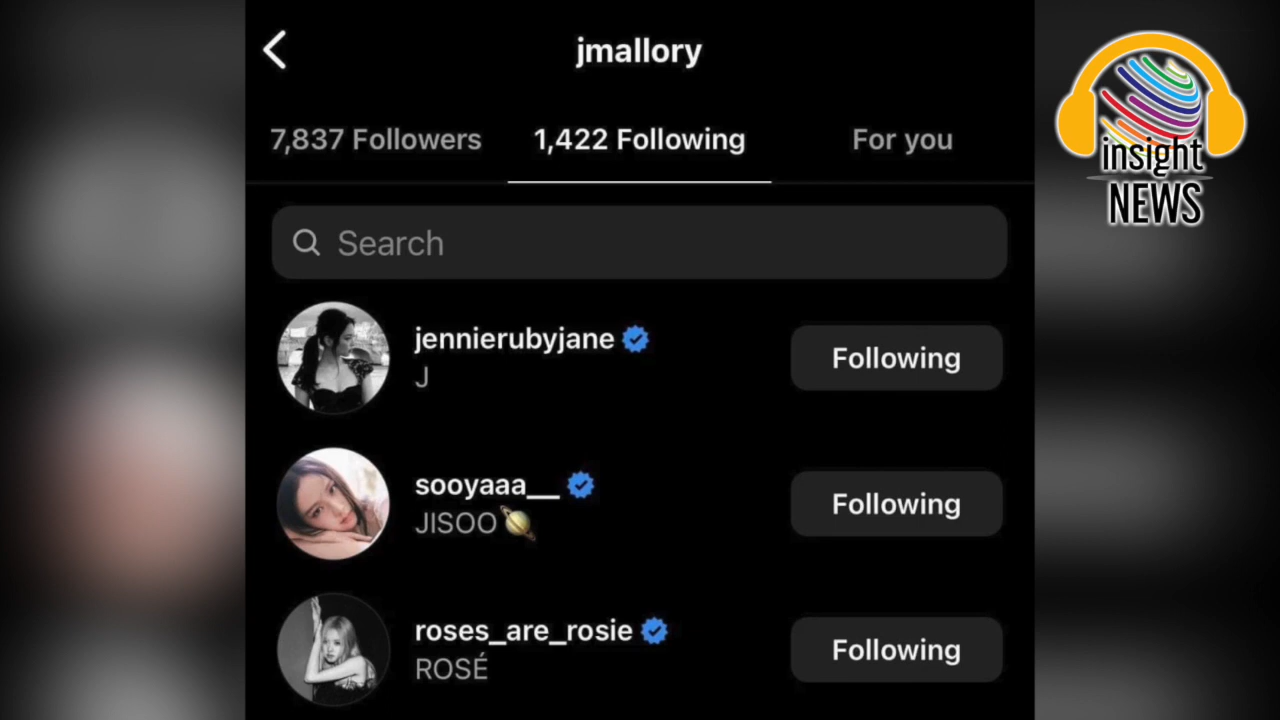 jmallory
7,837 Followers
1,422 Following
For you
Search
jennierubyjane
J
Following
sooyaaa__
JISOO🪐
Following
roses_are_rosie
ROSÉ
Following
insight
NEWS